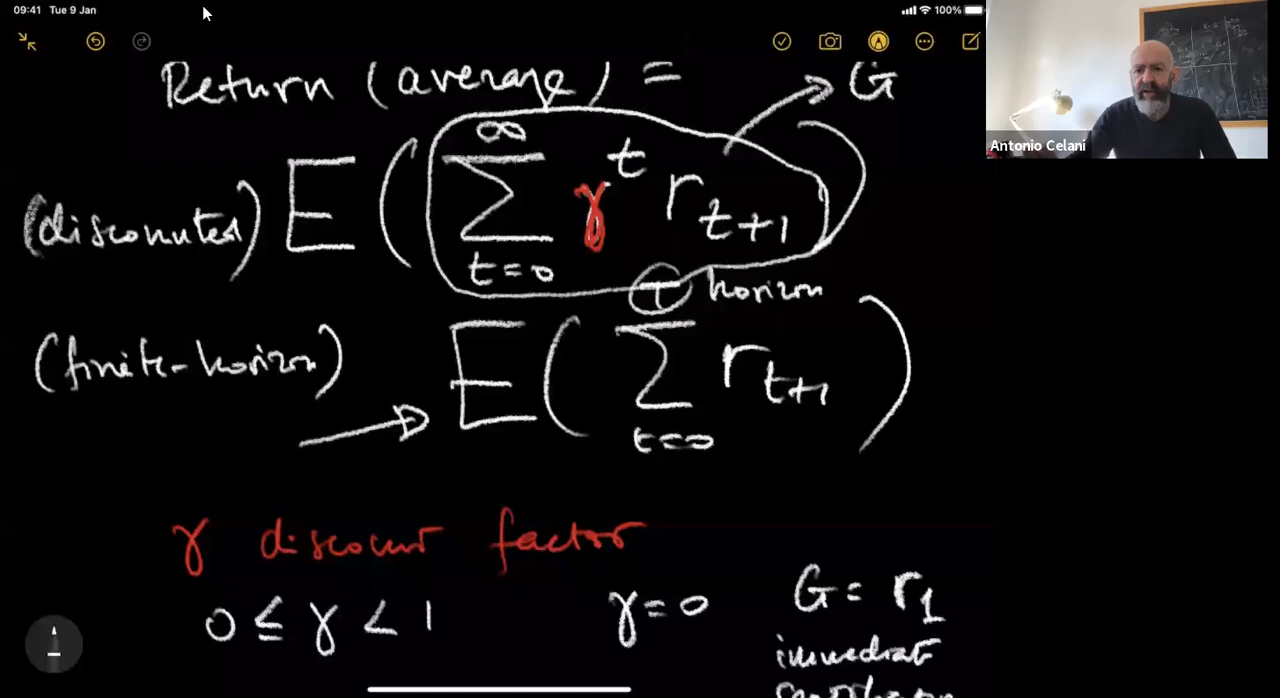 09:41 Tue 9 Jan 100%
Return (average) = G
(discounted) E ( ∞ ∑ t=0 γ^t r_{t+1} )
(finite-horizon) E ( T ∑ t=0 r_{t+1} ) horizon
γ discount factor
0 ≤ γ < 1 γ=0 G = r_1
immediate
Antonio Celani